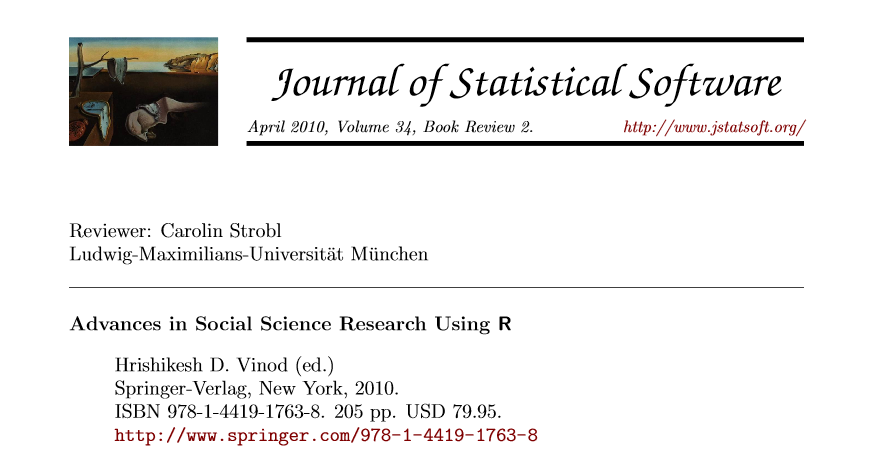 Journal of Statistical Software
April 2010, Volume 34, Book Review 2. http://www.jstatsoft.org/
Reviewer: Carolin Strobl
Ludwig-Maximilians-Universität München
Advances in Social Science Research Using R
Hrishikesh D. Vinod (ed.)
Springer-Verlag, New York, 2010.
ISBN 978-1-4419-1763-8. 205 pp. USD 79.95.
http://www.springer.com/978-1-4419-1763-8